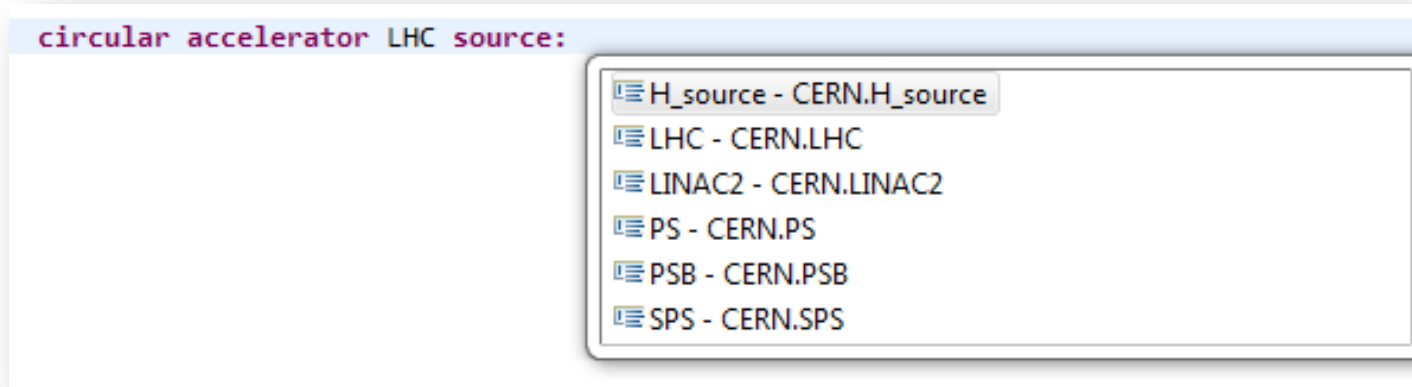 circular accelerator LHC source:
H_source - CERN.H_source
LHC - CERN.LHC
LINAC2 - CERN.LINAC2
PS - CERN.PS
PSB - CERN.PSB
SPS - CERN.SPS